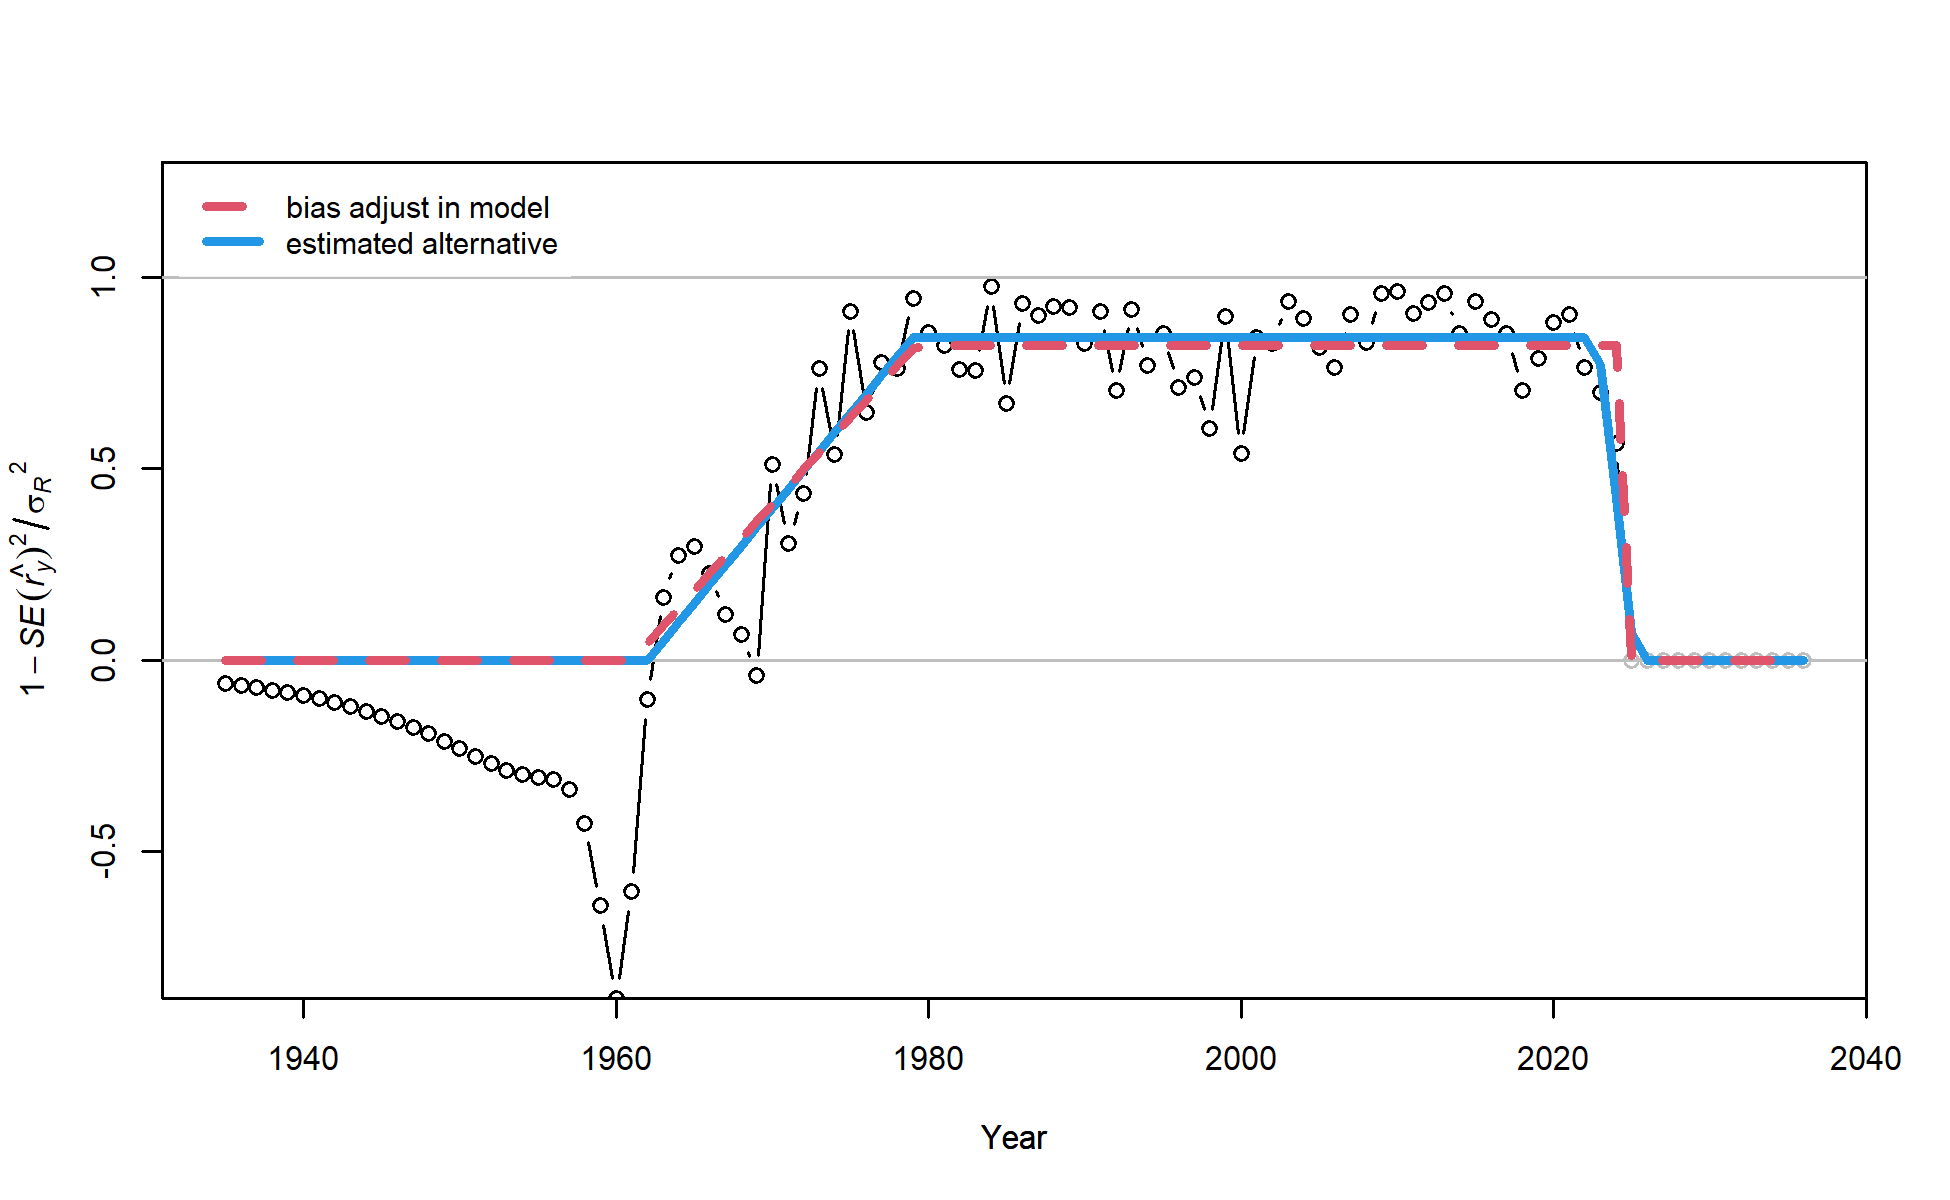 bias adjust in model
estimated alternative
1.0
0.5
0.0
-0.5
1 − SE(r̂y)² / σR²
1940 1960 1980 2000 2020 2040
Year